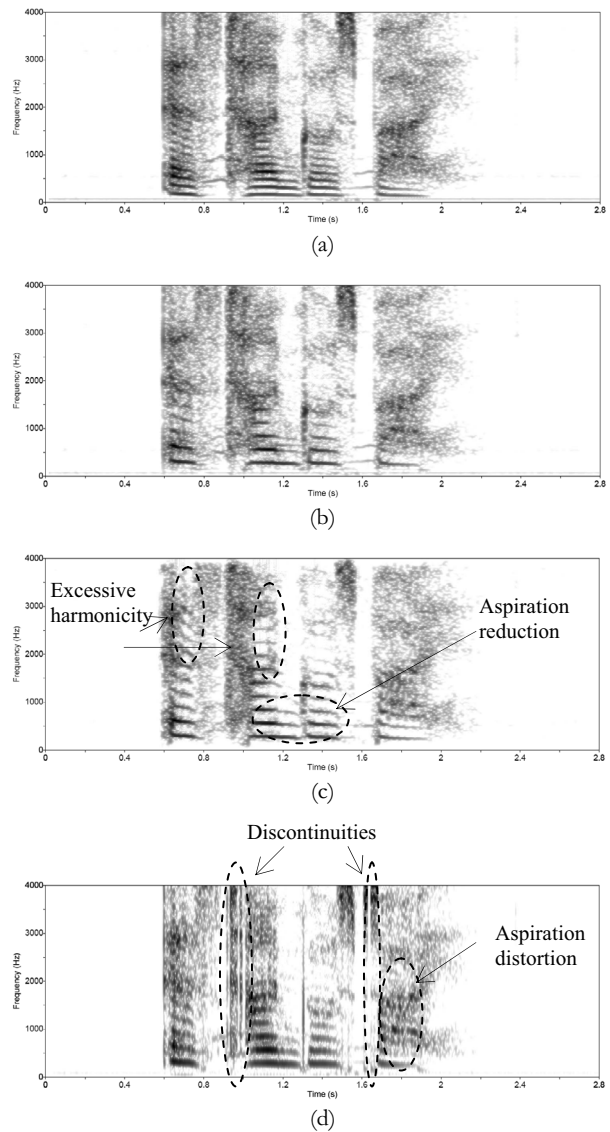 4000
3000
2000
1000
0
Frequency (Hz)
0 0.4 0.8 1.2 1.6 2 2.4 2.8
Time (s)
(a)
4000
3000
2000
1000
0
Frequency (Hz)
0 0.4 0.8 1.2 1.6 2 2.4 2.8
Time (s)
(b)
4000
3000
2000
1000
0
Frequency (Hz)
Excessive
harmonicity
Aspiration
reduction
0 0.4 0.8 1.2 1.6 2 2.4 2.8
Time (s)
(c)
Discontinuities
4000
3000
2000
1000
0
Frequency (Hz)
Aspiration
distortion
0 0.4 0.8 1.2 1.6 2 2.4 2.8
Time (s)
(d)